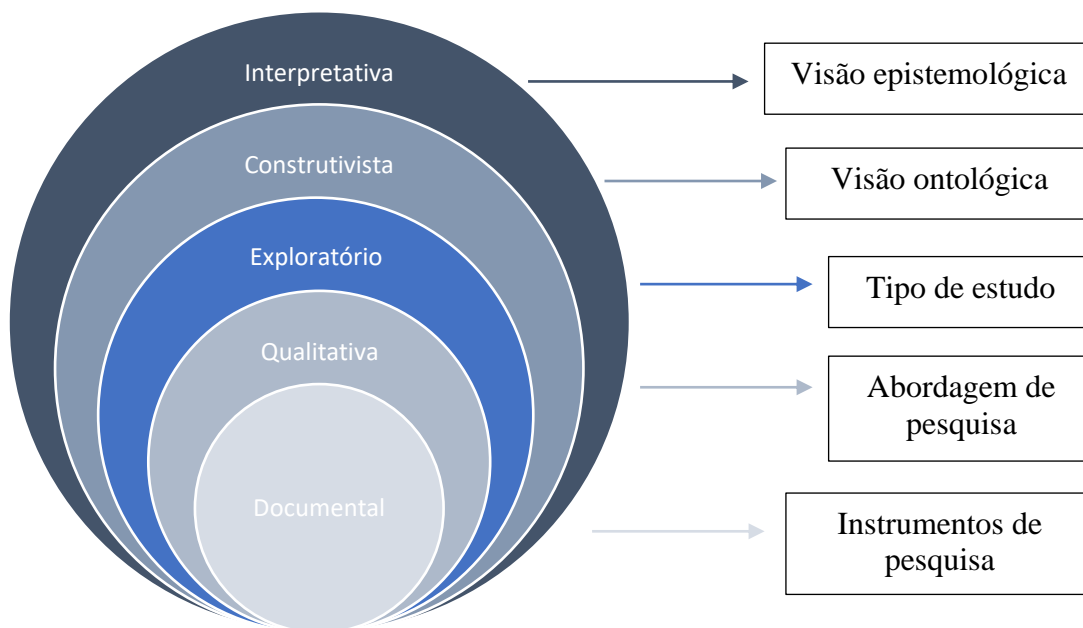 Interpretativa
Visão epistemológica
Construtivista
Visão ontológica
Exploratório
Tipo de estudo
Qualitativa
Abordagem de
pesquisa
Documental
Instrumentos de
pesquisa